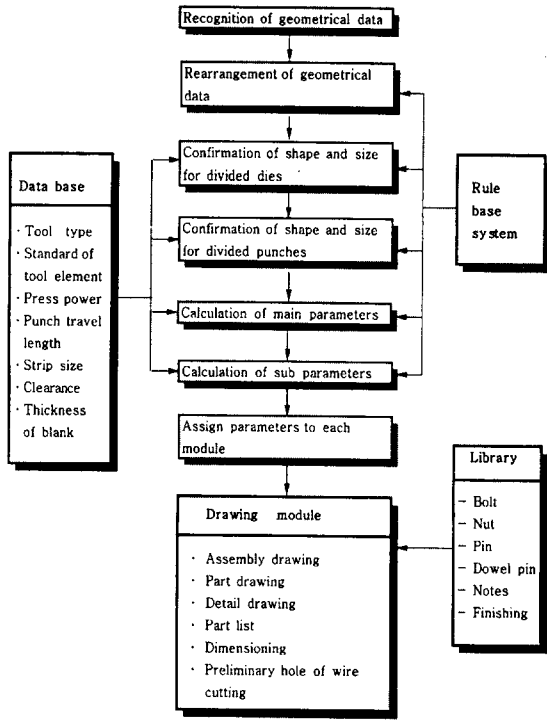 Recognition of geometrical data
Rearrangement of geometrical
data
Confirmation of shape and size
for divided dies
Confirmation of shape and size
for divided punches
Calculation of main parameters
Calculation of sub parameters
Assign parameters to each
module
Drawing module
· Assembly drawing
· Part drawing
· Detail drawing
· Part list
· Dimensioning
· Preliminary hole of wire
cutting
Data base
· Tool type
· Standard of
tool element
· Press power
· Punch travel
length
· Strip size
· Clearance
· Thickness
of blank
Rule
base
system
Library
- Bolt
- Nut
- Pin
- Dowel pin
- Notes
- Finishing